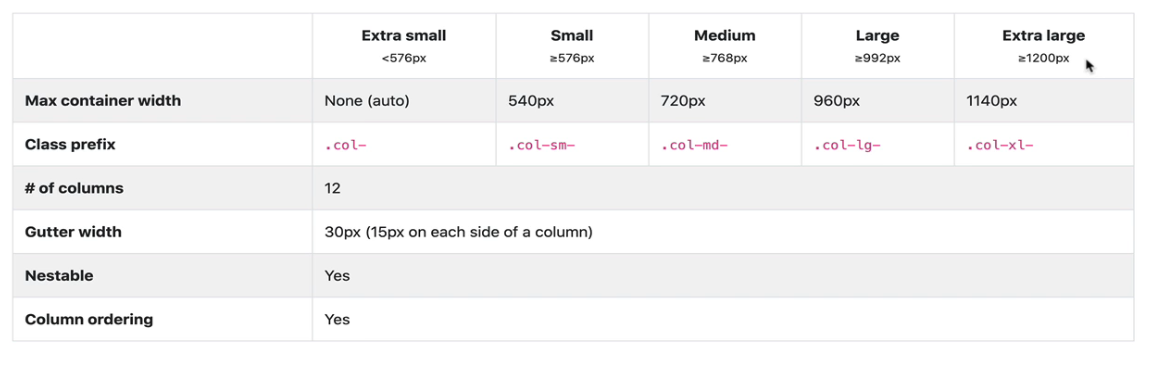 Extra small Small Medium Large Extra large
<576px ≥576px ≥768px ≥992px ≥1200px
Max container width None (auto) 540px 720px 960px 1140px
Class prefix .col- .col-sm- .col-md- .col-lg- .col-xl-
# of columns 12
Gutter width 30px (15px on each side of a column)
Nestable Yes
Column ordering Yes